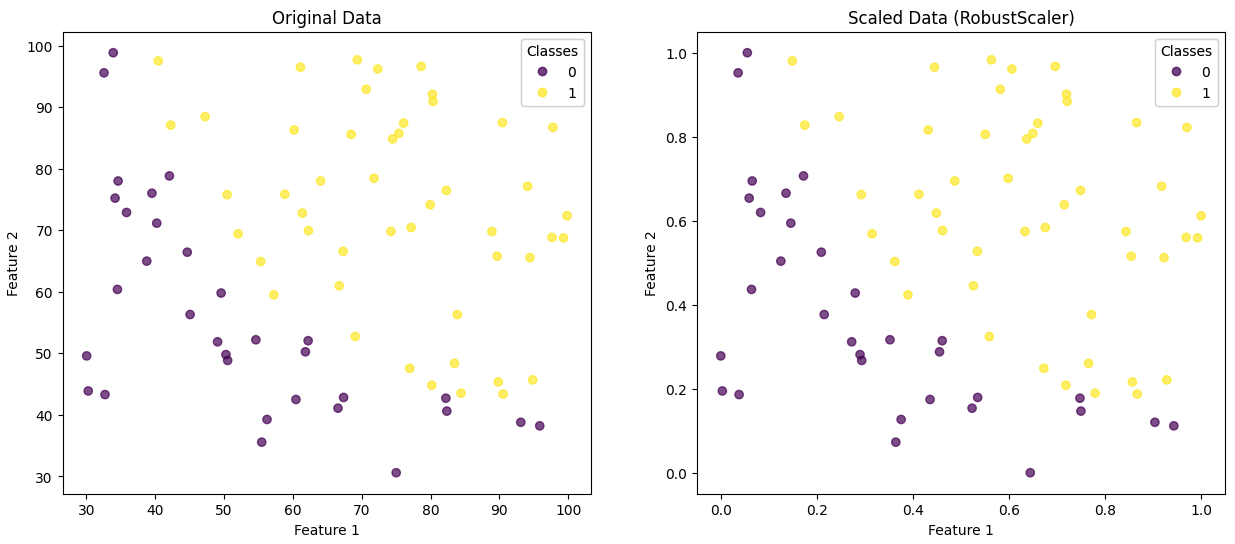 Original Data
Classes
0
1
100
90
80
70
60
50
40
30
Feature 2
30 40 50 60 70 80 90 100
Feature 1
Scaled Data (RobustScaler)
Classes
0
1
1.0
0.8
0.6
0.4
0.2
0.0
Feature 2
0.0 0.2 0.4 0.6 0.8 1.0
Feature 1